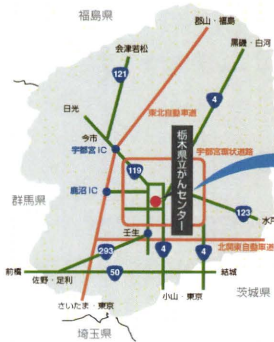 福島県
郡山・福島
黒磯・白河
会津若松
121
4
東北自動車道
日光
今市
宇都宮IC
宇都宮環状道路
栃木県立がんセンター
119
鹿沼IC
群馬県
123
水戸
壬生
北関東自動車道
293
4
4
前橋
50
結城
佐野・足利
小山・東京
茨城県
さいたま・東京
埼玉県